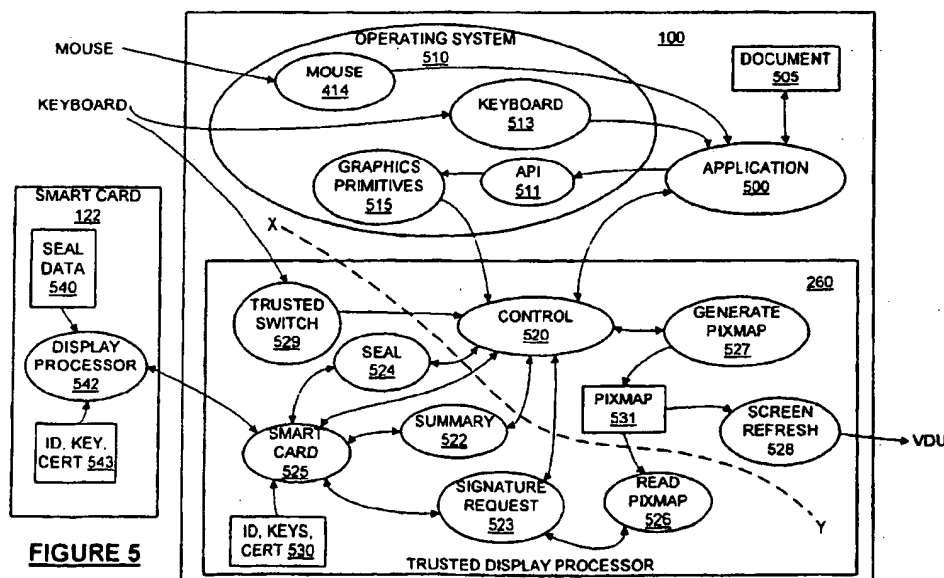 OPERATING SYSTEM
510
100
MOUSE
MOUSE
414
DOCUMENT
505
KEYBOARD
KEYBOARD
513
GRAPHICS
PRIMITIVES
515
API
511
APPLICATION
500
SMART CARD
122
SEAL
DATA
540
X
260
TRUSTED
SWITCH
529
CONTROL
520
GENERATE
PIXMAP
527
DISPLAY
PROCESSOR
542
SEAL
524
PIXMAP
531
SCREEN
REFRESH
528
VDU
ID, KEY,
CERT 543
SMART
CARD
525
SUMMARY
522
SIGNATURE
REQUEST
523
READ
PIXMAP
526
Y
ID, KEYS,
CERT 530
FIGURE 5
TRUSTED DISPLAY PROCESSOR